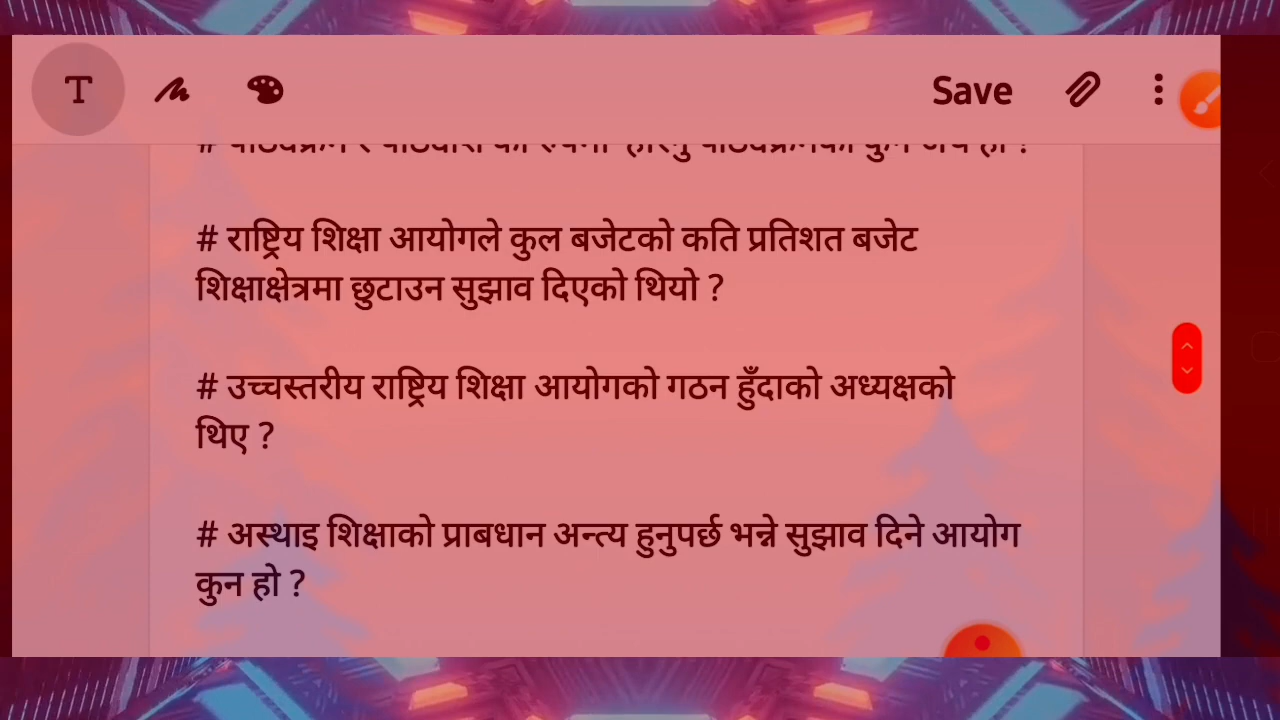 Save
# राष्ट्रिय शिक्षा आयोगले कुल बजेटको कति प्रतिशत बजेट
शिक्षाक्षेत्रमा छुटाउन सुझाव दिएको थियो ?
# उच्चस्तरीय राष्ट्रिय शिक्षा आयोगको गठन हुँदाको अध्यक्षको
थिए ?
# अस्थाइ शिक्षाको प्राबधान अन्त्य हुनुपर्छ भन्ने सुझाव दिने आयोग
कुन हो ?